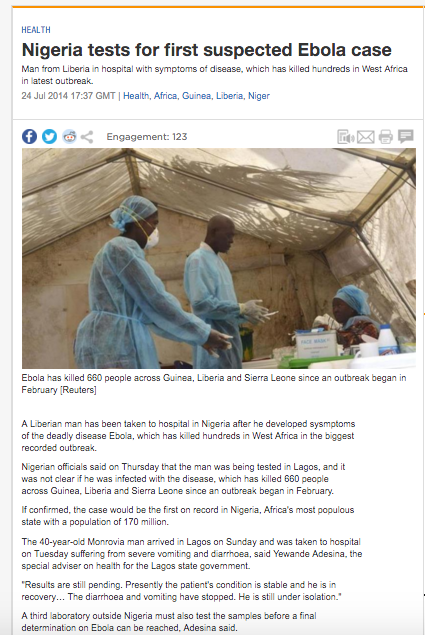 HEALTH
Nigeria tests for first suspected Ebola case
Man from Liberia in hospital with symptoms of disease, which has killed hundreds in West Africa
in latest outbreak.
24 Jul 2014 17:37 GMT | Health, Africa, Guinea, Liberia, Niger
Engagement: 123
FACE MASK
Ebola has killed 660 people across Guinea, Liberia and Sierra Leone since an outbreak began in
February [Reuters]
A Liberian man has been taken to hospital in Nigeria after he developed sysmptoms
of the deadly disease Ebola, which has killed hundreds in West Africa in the biggest
recorded outbreak.
Nigerian officials said on Thursday that the man was being tested in Lagos, and it
was not clear if he was infected with the disease, which has killed 660 people
across Guinea, Liberia and Sierra Leone since an outbreak began in February.
If confirmed, the case would be the first on record in Nigeria, Africa's most populous
state with a population of 170 million.
The 40-year-old Monrovia man arrived in Lagos on Sunday and was taken to hospital
on Tuesday suffering from severe vomiting and diarrhoea, said Yewande Adesina, the
special adviser on health for the Lagos state government.
"Results are still pending. Presently the patient's condition is stable and he is in
recovery… The diarrhoea and vomiting have stopped. He is still under isolation."
A third laboratory outside Nigeria must also test the samples before a final
determination on Ebola can be reached, Adesina said.